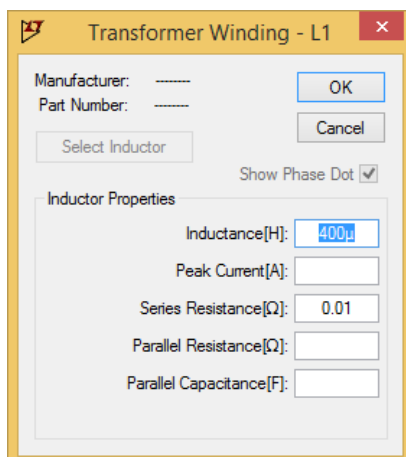 Transformer Winding - L1
Manufacturer: --------
Part Number: --------
OK
Cancel
Select Inductor
Show Phase Dot
Inductor Properties
Inductance[H]: 400µ
Peak Current[A]:
Series Resistance[Ω]: 0.01
Parallel Resistance[Ω]:
Parallel Capacitance[F]: